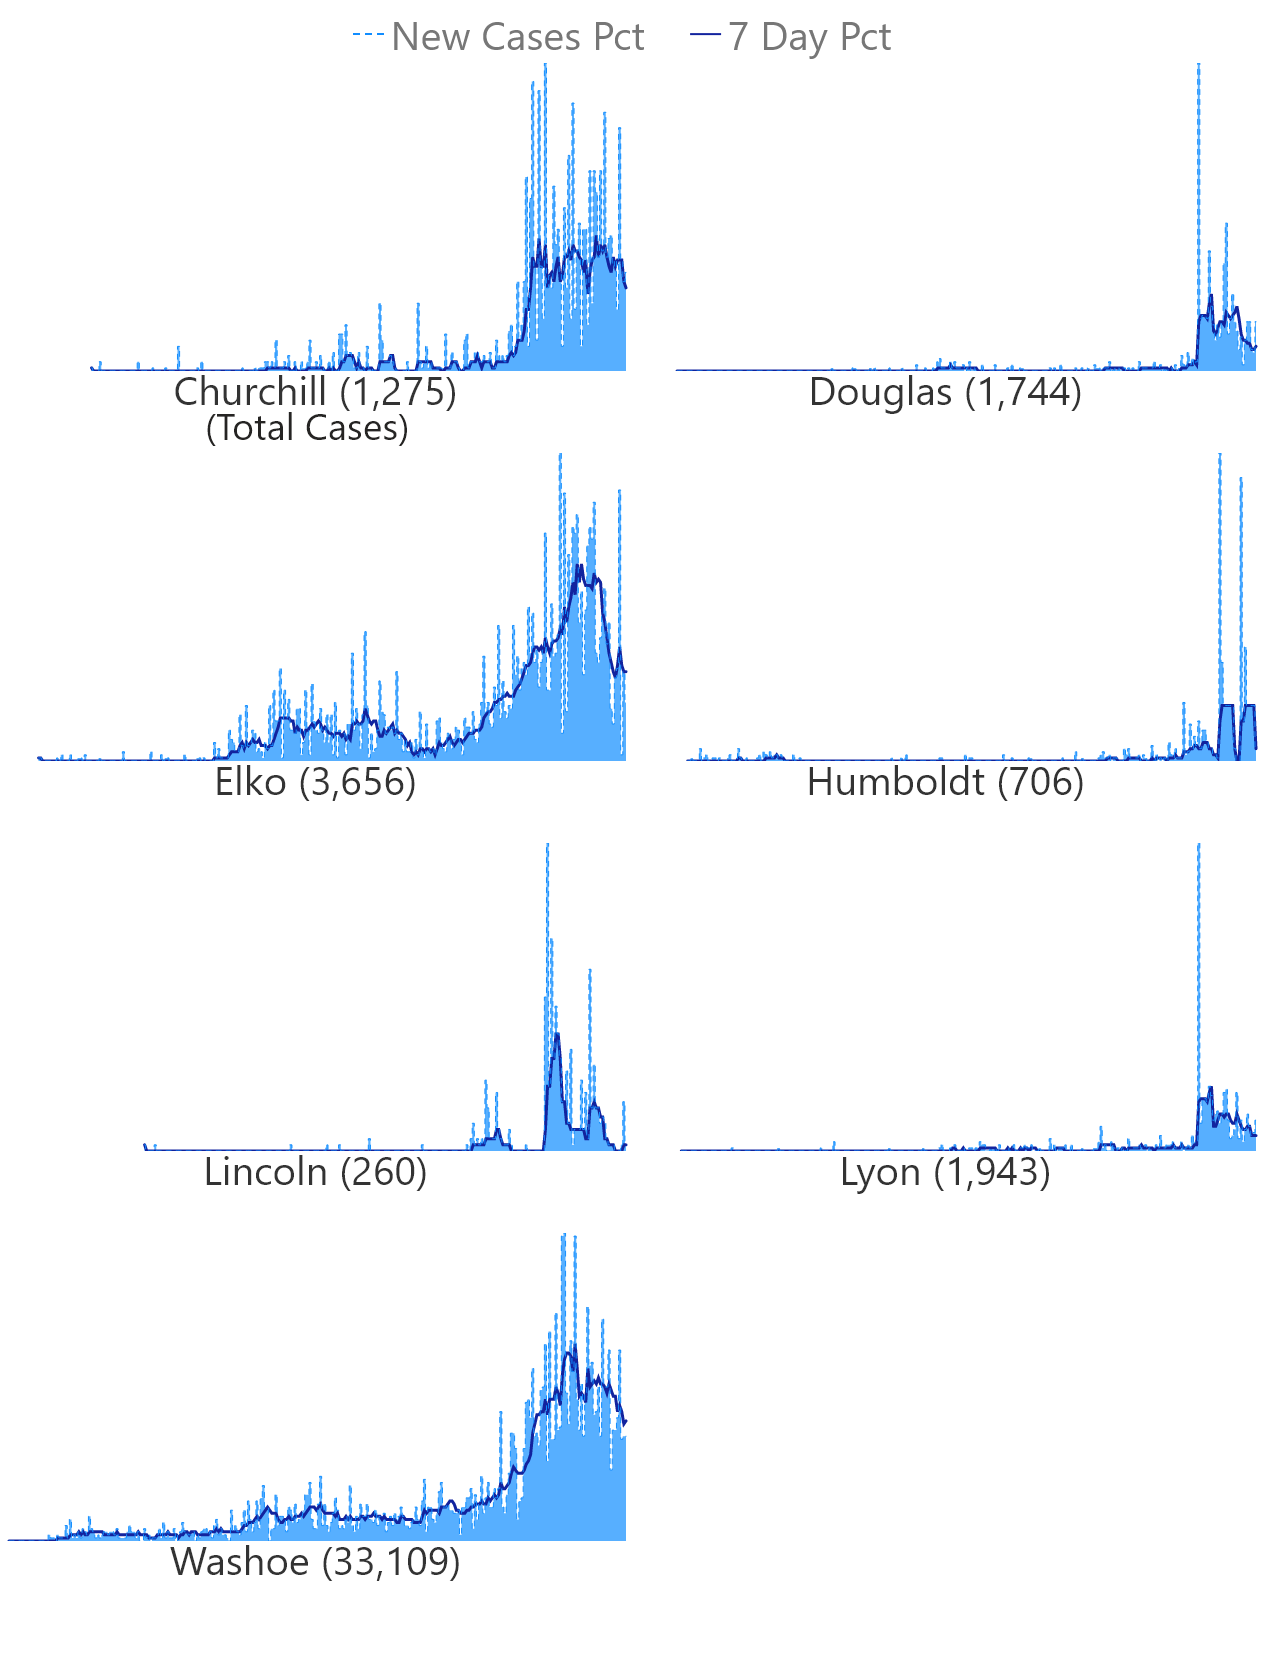 New Cases Pct 7 Day Pct
Churchill (1,275) Douglas (1,744)
(Total Cases)
Elko (3,656) Humboldt (706)
Lincoln (260) Lyon (1,943)
Washoe (33,109)